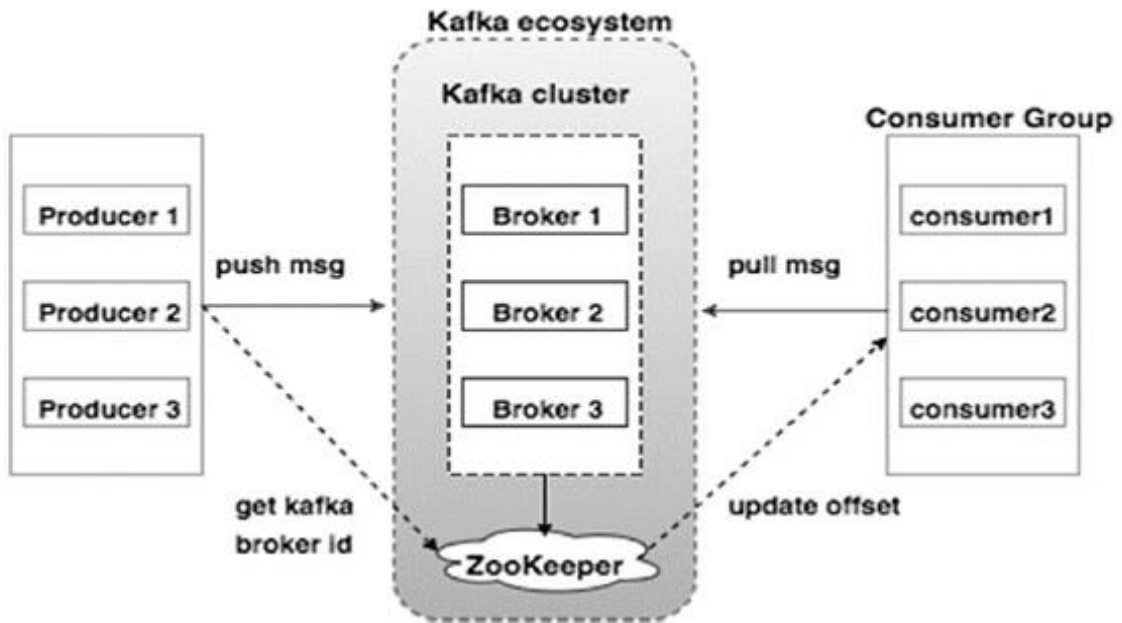 Kafka ecosystem
Kafka cluster
Consumer Group
Producer 1
Producer 2
Producer 3
push msg
get kafka
broker id
Broker 1
Broker 2
Broker 3
ZooKeeper
pull msg
update offset
consumer1
consumer2
consumer3